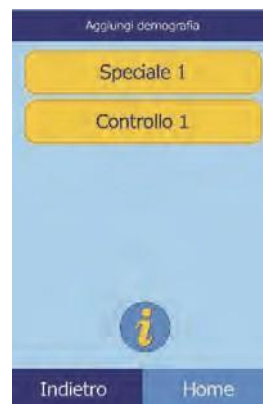 Aggiungi demografia
Speciale 1
Controllo 1
i
Indietro
Home